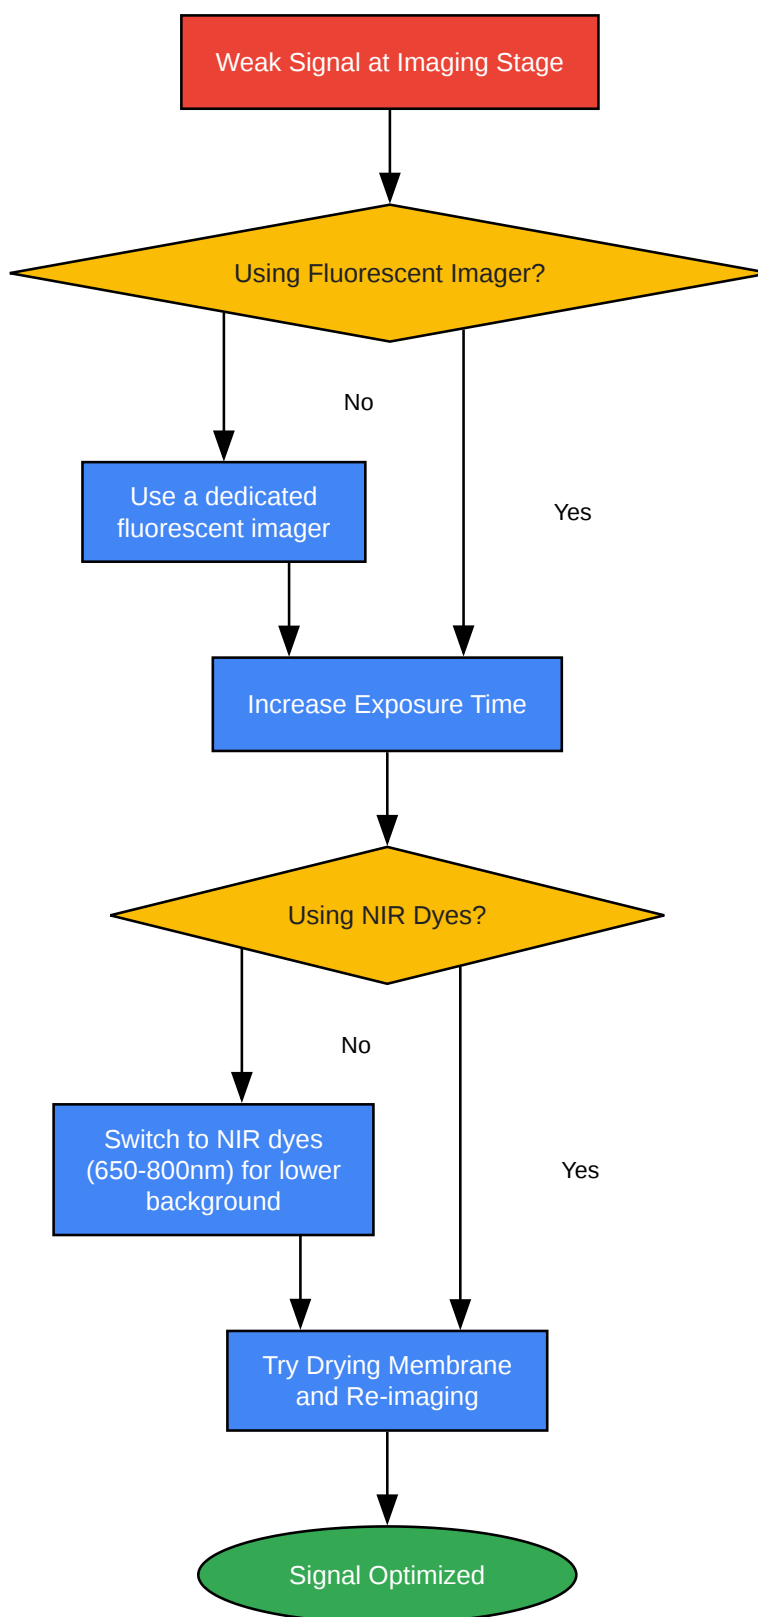 Weak Signal at Imaging Stage
Using Fluorescent Imager?
No
Use a dedicated
fluorescent imager
Yes
Increase Exposure Time
Using NIR Dyes?
No
Switch to NIR dyes
(650-800nm) for lower
background
Yes
Try Drying Membrane
and Re-imaging
Signal Optimized